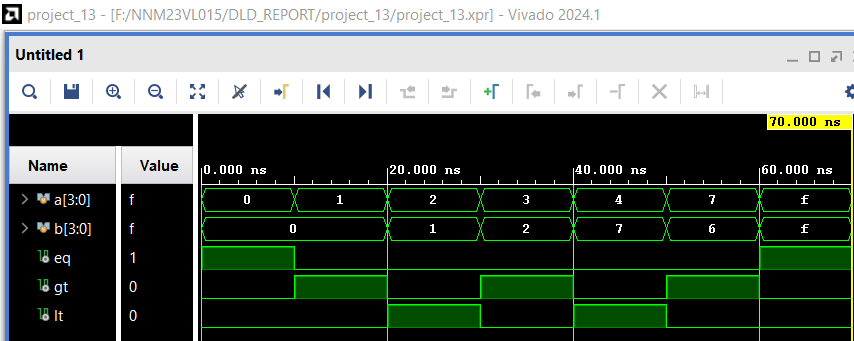 project_13 - [F:/NNM23VL015/DLD_REPORT/project_13/project_13.xpr] - Vivado 2024.1
Untitled 1
70.000 ns
Name Value 0.000 ns 20.000 ns 40.000 ns 60.000 ns
a[3:0] f 0 1 2 3 4 7 f
b[3:0] f 0 1 2 7 6 f
eq 1
gt 0
lt 0